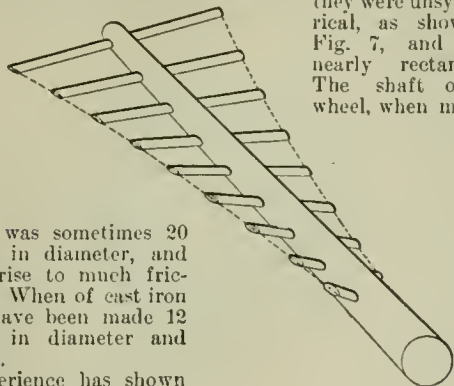 they were unsy
rical, as show
Fig. 7, and
nearly rectan
The shaft o
wheel, when m
was sometimes 20
in diameter, and
rise to much fric-
When of cast iron
ave been made 12
in diameter and
.
erience has shown